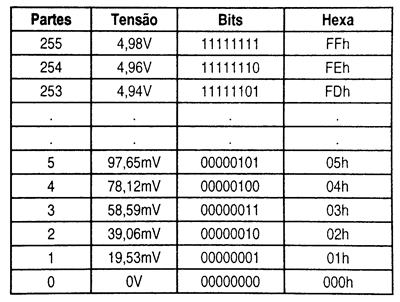 Partes Tensão Bits Hexa
255 4,98V 11111111 FFh
254 4,96V 11111110 FEh
253 4,94V 11111101 FDh
. . . .
. . . .
5 97,65mV 00000101 05h
4 78,12mV 00000100 04h
3 58,59mV 00000011 03h
2 39,06mV 00000010 02h
1 19,53mV 00000001 01h
0 0V 00000000 000h